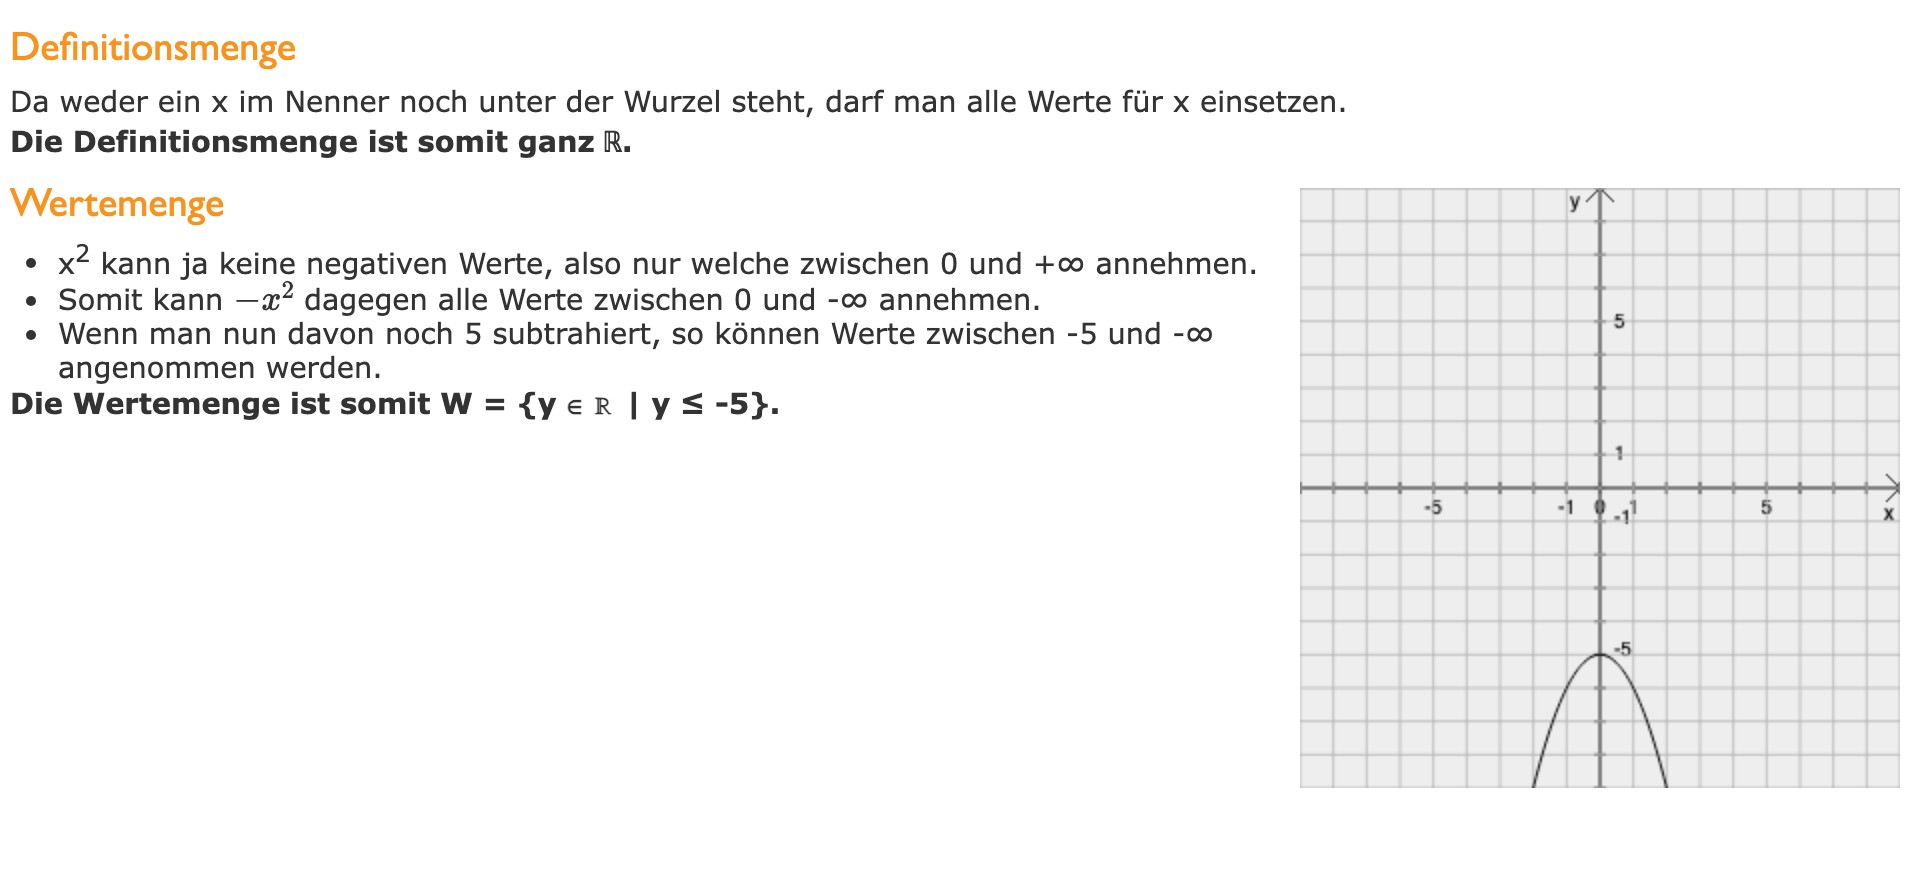 Definitionsmenge
Da weder ein x im Nenner noch unter der Wurzel steht, darf man alle Werte für x einsetzen.
Die Definitionsmenge ist somit ganz ℝ.
Wertemenge
• x² kann ja keine negativen Werte, also nur welche zwischen 0 und +∞ annehmen.
• Somit kann −x² dagegen alle Werte zwischen 0 und -∞ annehmen.
• Wenn man nun davon noch 5 subtrahiert, so können Werte zwischen -5 und -∞
angenommen werden.
Die Wertemenge ist somit W = {y ∈ ℝ | y ≤ -5}.
y
5
1
-5 -1 0 1 5
-1
x
-5